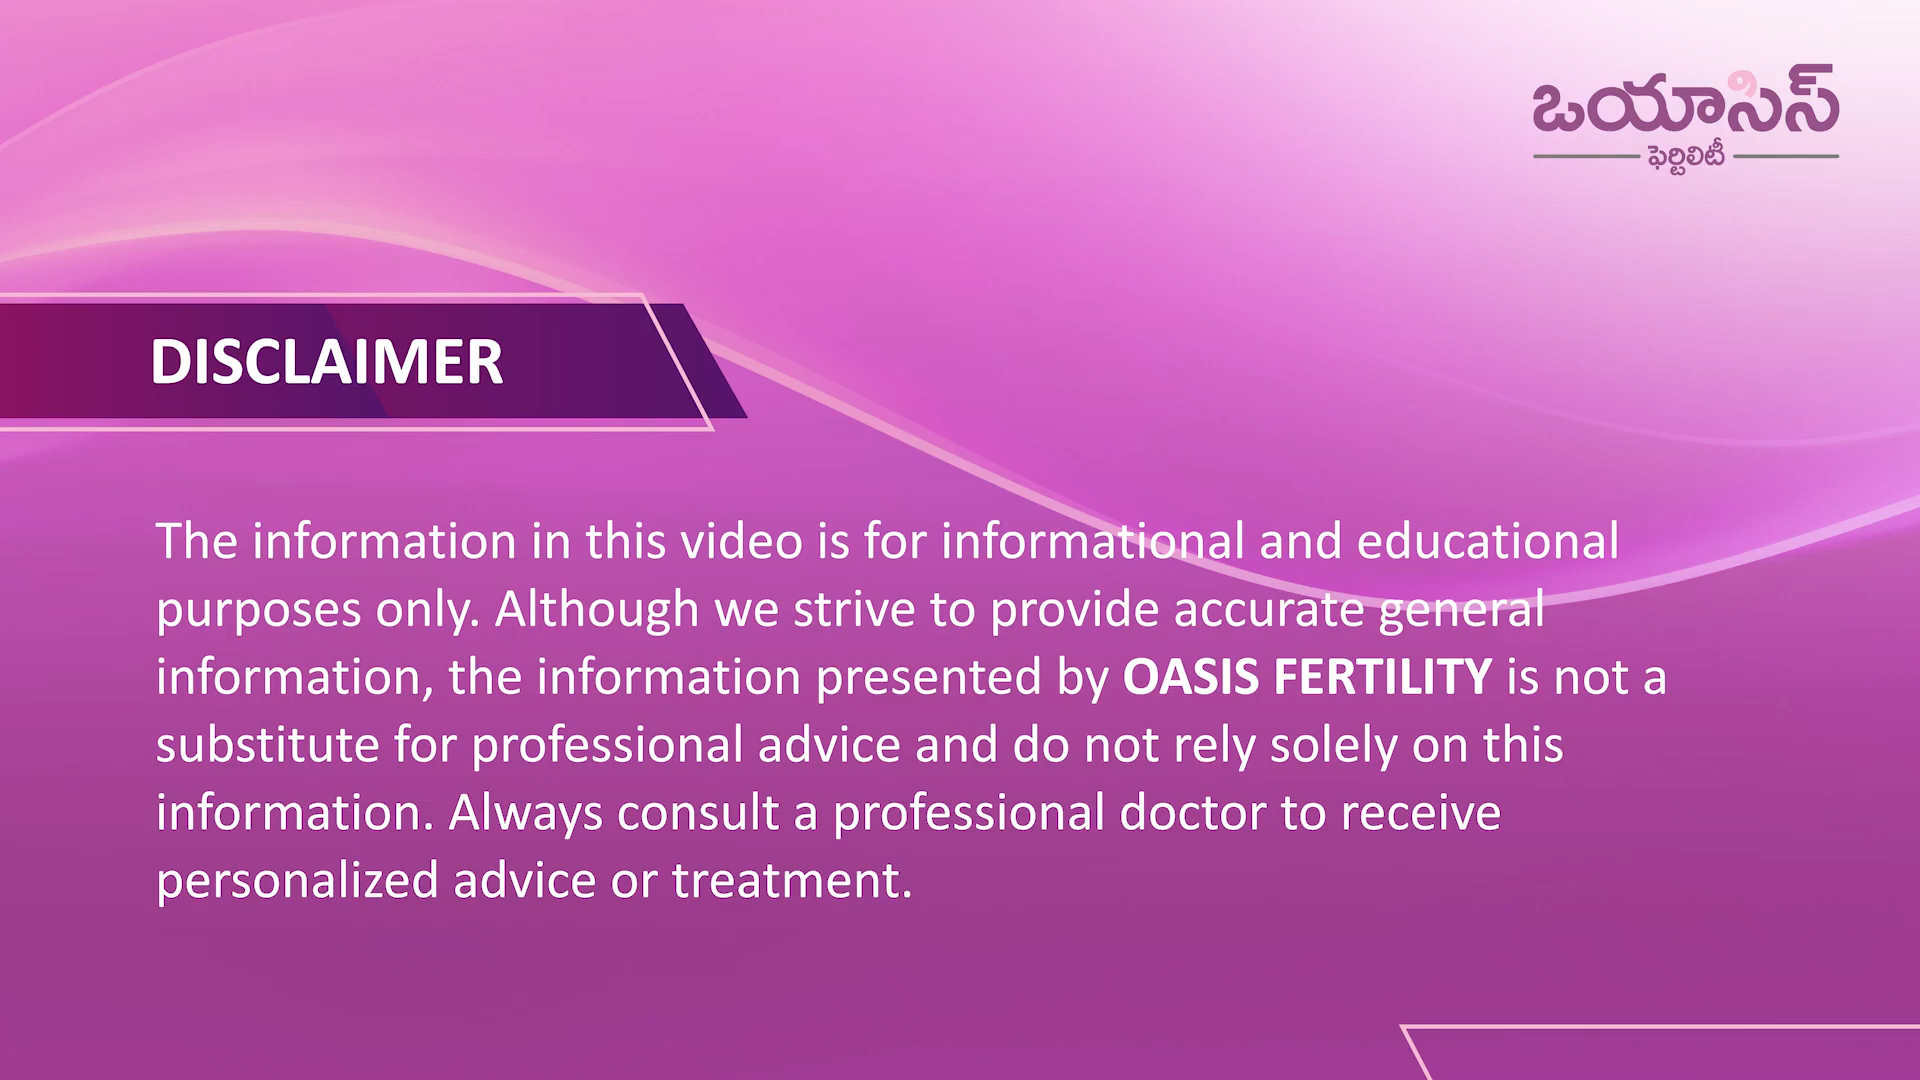 ఒయాసిస్
ఫెర్టిలిటీ
DISCLAIMER
The information in this video is for informational and educational
purposes only. Although we strive to provide accurate general
information, the information presented by OASIS FERTILITY is not a
substitute for professional advice and do not rely solely on this
information. Always consult a professional doctor to receive
personalized advice or treatment.